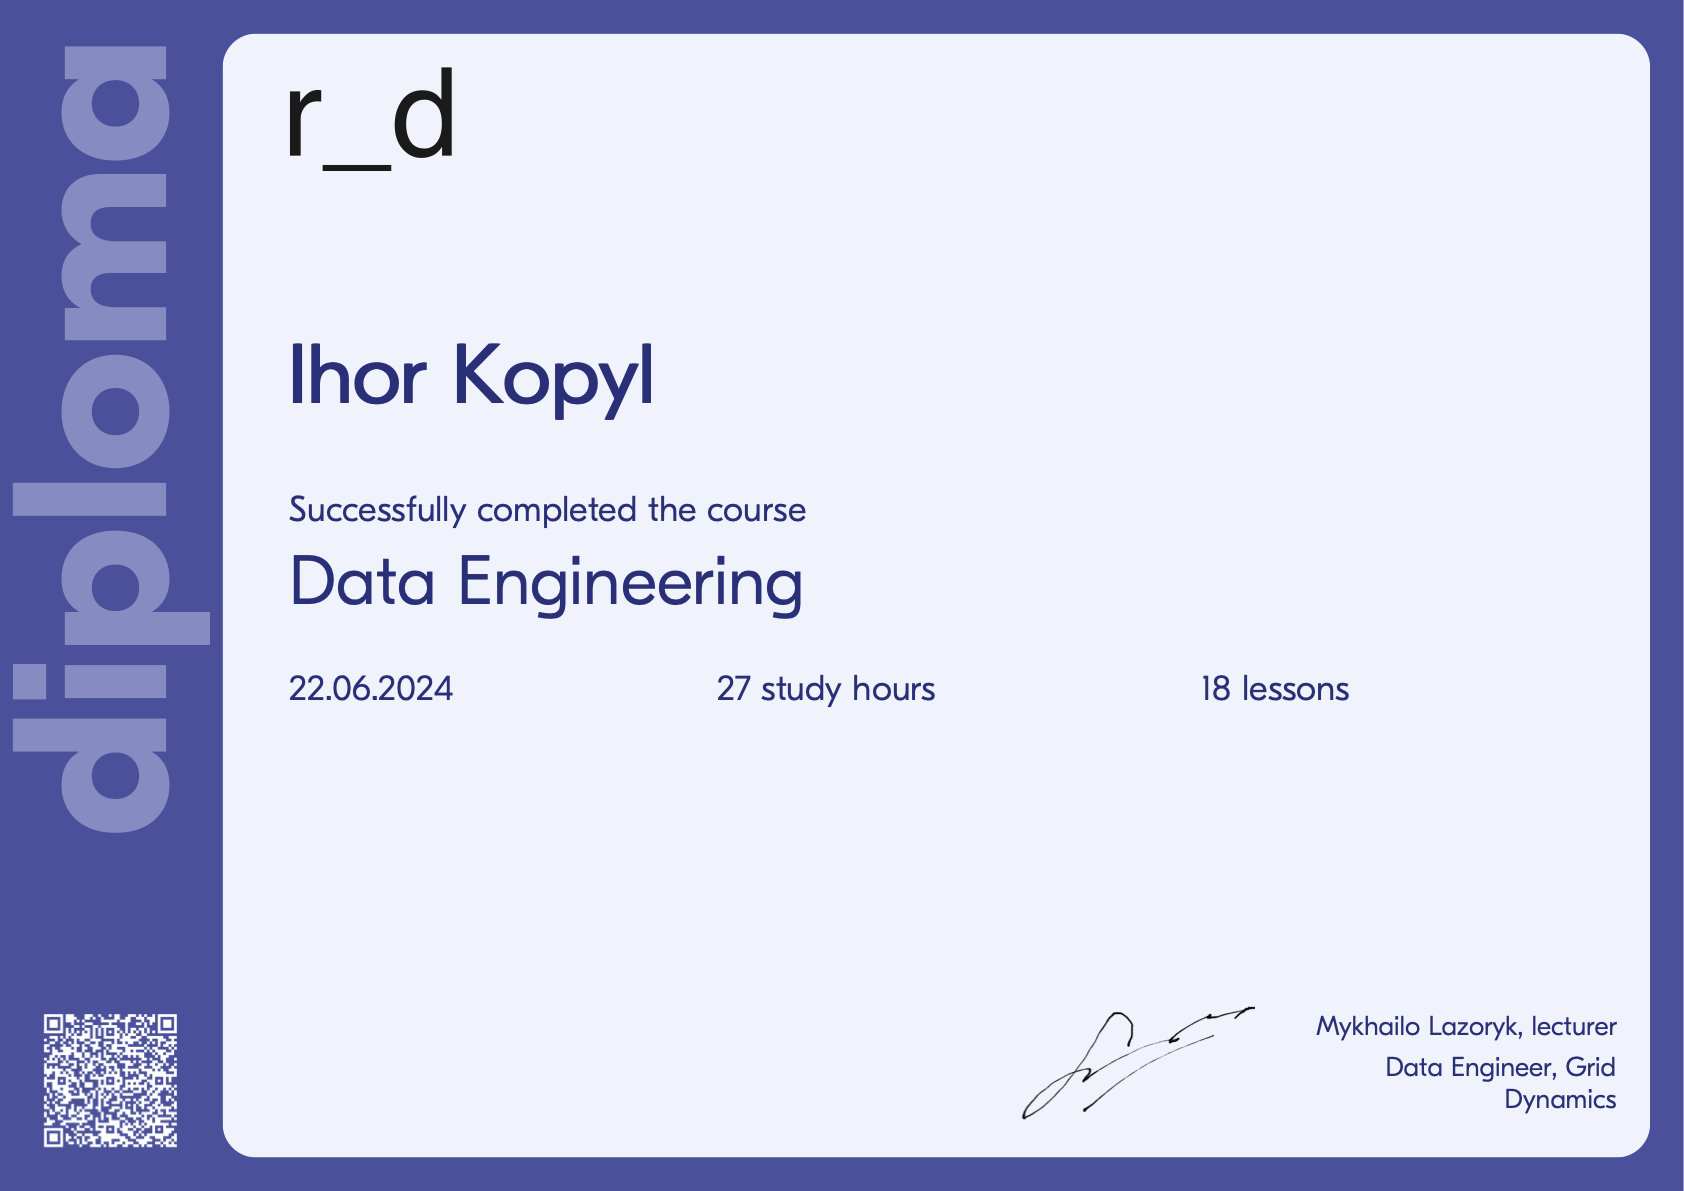 diploma
r_d
Ihor Kopyl
Successfully completed the course
Data Engineering
22.06.2024 27 study hours 18 lessons
Mykhailo Lazoryk, lecturer
Data Engineer, Grid
Dynamics